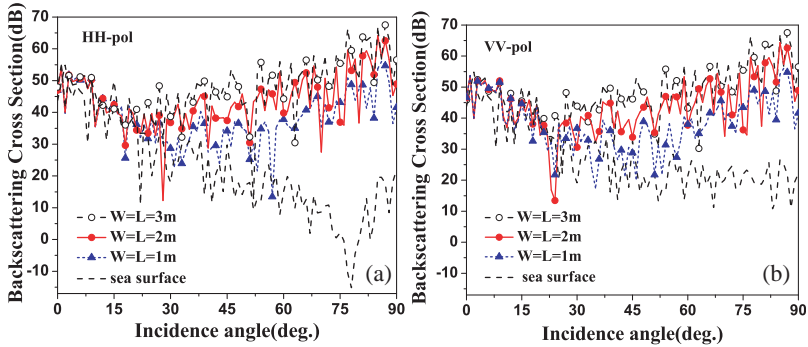 Backscattering Cross Section(dB)
70
60
50
40
30
20
10
0
-10
HH-pol
W=L=3m
W=L=2m
W=L=1m
sea surface
(a)
0 15 30 45 60 75 90
Incidence angle(deg.)
Backscattering Cross Section(dB)
70
60
50
40
30
20
10
0
-10
VV-pol
W=L=3m
W=L=2m
W=L=1m
sea surface
(b)
0 15 30 45 60 75 90
Incidence angle(deg.)